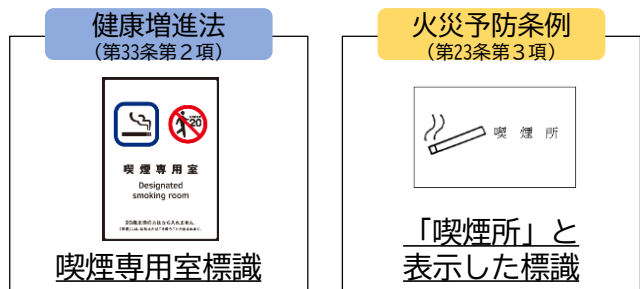 健康増進法
（第33条第２項）
20
喫煙専用室
Designated
smoking room
喫煙専用室標識
火災予防条例
（第23条第３項）
喫煙所
「喫煙所」と
表示した標識